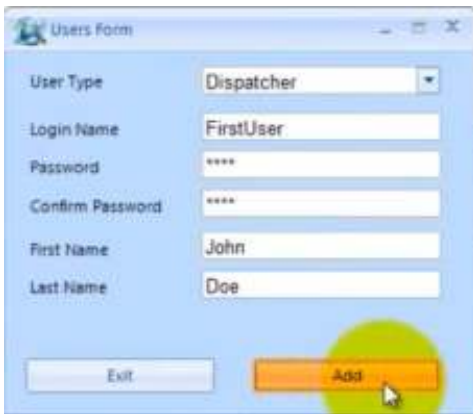 Users Form
User Type Dispatcher
Login Name FirstUser
Password ****
Confirm Password ****
First Name John
Last Name Doe
Exit Add